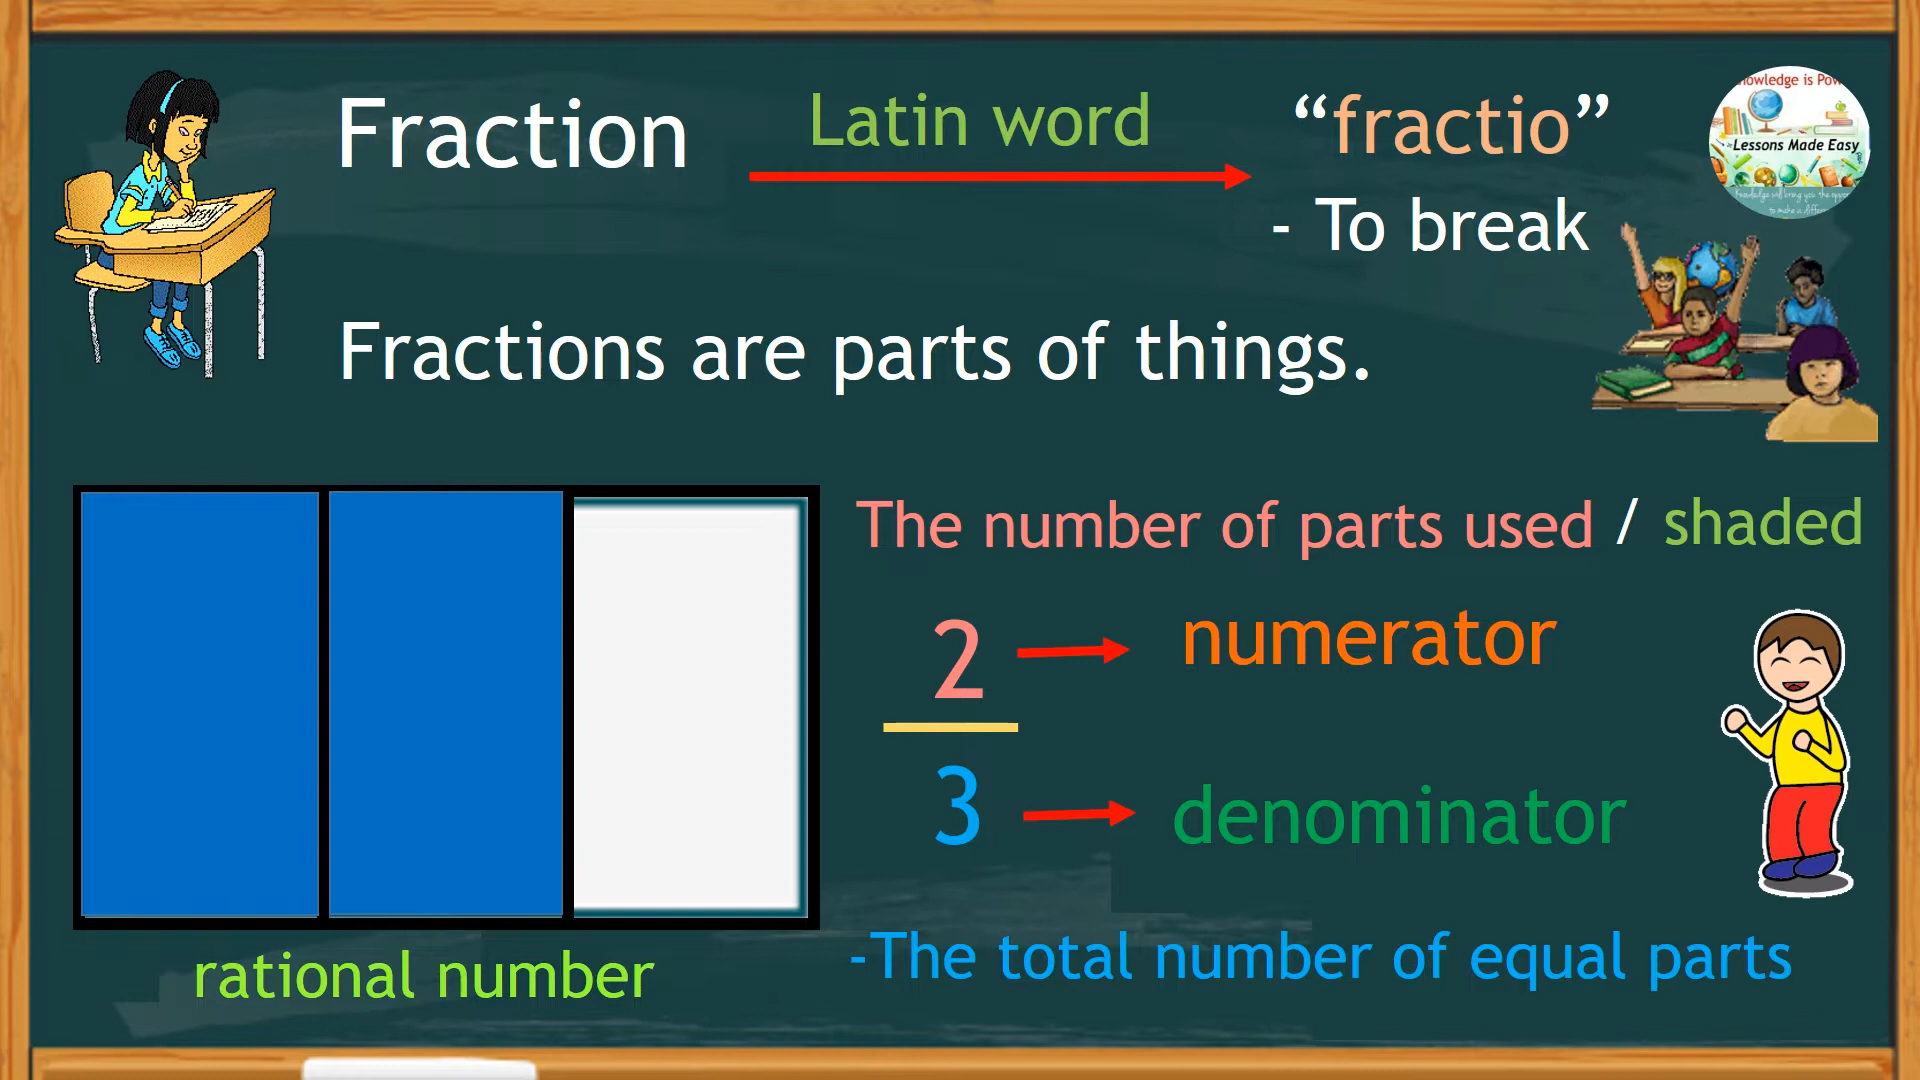 Fraction
Latin word
“fractio”
- To break
Fractions are parts of things.
Lessons Made Easy
The number of parts used / shaded
2
numerator
3
denominator
-The total number of equal parts
rational number